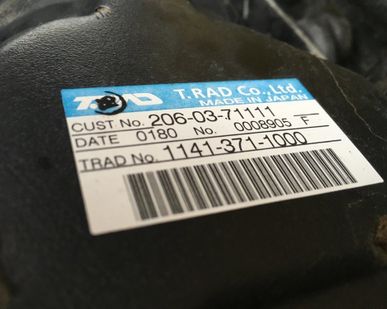 T.RAD T.RAD Co., Ltd.
MADE IN JAPAN
CUST No. 206-03-71111
DATE 0180 No. 0008905 F
TRAD No. 1141-371-1000